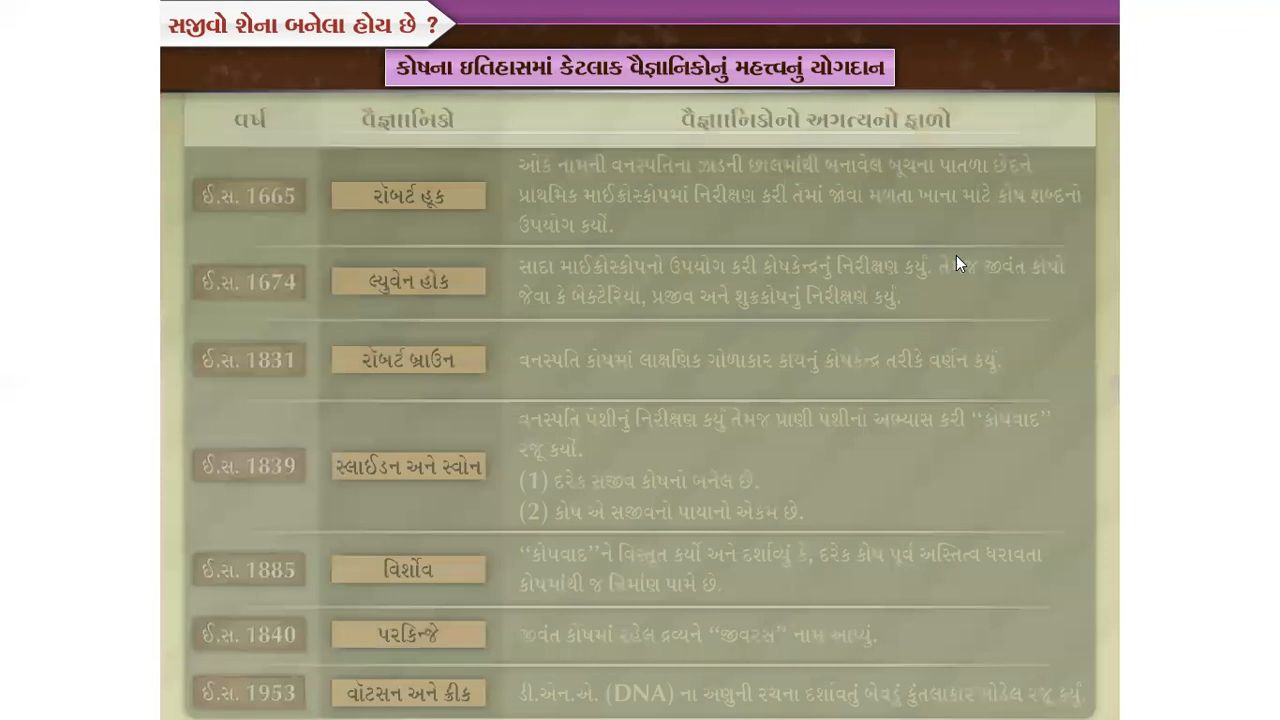 સજીવો શેના બનેલા હોય છે ?
કોષના ઇતિહાસમાં કેટલાક વૈજ્ઞાનિકોનું મહત્ત્વનું યોગદાન
વર્ષ વૈજ્ઞાનિકો વૈજ્ઞાનિકોનો અગત્યનો ફાળો
ઓક નામની વનસ્પતિના ઝાડની છાલમાંથી બનાવેલ બૂચના પાતળા છેદને
ઈ.સ. 1665 રૉબર્ટ હૂક પ્રાથમિક માઈક્રોસ્કોપમાં નિરીક્ષણ કરી તેમાં જોવા મળતા ખાના માટે કોષ શબ્દનો
ઉપયોગ કર્યો.
સાદા માઈક્રોસ્કોપનો ઉપયોગ કરી કોષકેન્દ્રનું નિરીક્ષણ કર્યું. જીવંત કોષો
ઈ.સ. 1674 લ્યુવેન હોક
જેવા કે બેક્ટેરિયા, પ્રજીવ અને શુક્રકોષનું નિરીક્ષણ કર્યું.
ઈ.સ. 1831 રૉબર્ટ બ્રાઉન વનસ્પતિ કોષમાં લાક્ષણિક ગોળાકાર કાયનું કોષકેન્દ્ર તરીકે વર્ણન કર્યું.
વનસ્પતિ પેશીનું નિરીક્ષણ કર્યું તેમજ પ્રાણી પેશીનો અભ્યાસ કરી “કોષવાદ”
રજૂ કર્યો.
ઈ.સ. 1839 સ્લાઈડન અને સ્વોન
(1) દરેક સજીવ કોષનો બનેલ છે.
(2) કોષ એ સજીવનો પાયાનો એકમ છે.
“કોષવાદ”ને વિસ્તૃત કર્યો અને દર્શાવ્યું કે, દરેક કોષ પૂર્વ અસ્તિત્વ ધરાવતા
ઈ.સ. 1885 વિર્શોવ
કોષમાંથી જ નિર્માણ પામે છે.
ઈ.સ. 1840 પરકિન્જે જીવંત કોષમાં રહેલ દ્રવ્યને “જીવરસ” નામ આપ્યું.
ઈ.સ. 1953 વૉટસન અને ક્રીક ડી.એન.એ. (DNA) ના અણુની રચના દર્શાવતું બેવડું કુંતલાકાર મોડેલ રજૂ કર્યું.